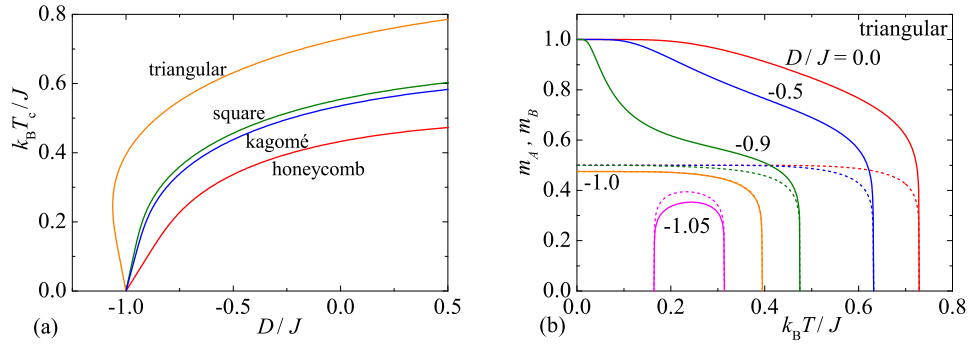 0.8
0.6
0.4
0.2
0.0
k_B T_c / J
triangular
square
kagomé
honeycomb
-1.0 -0.5 0.0 0.5
(a)
D / J
triangular
D / J = 0.0
-0.5
-0.9
-1.0
-1.05
1.0
0.8
0.6
0.4
0.2
0.0
m_A , m_B
0.0 0.2 0.4 0.6 0.8
(b)
k_B T / J